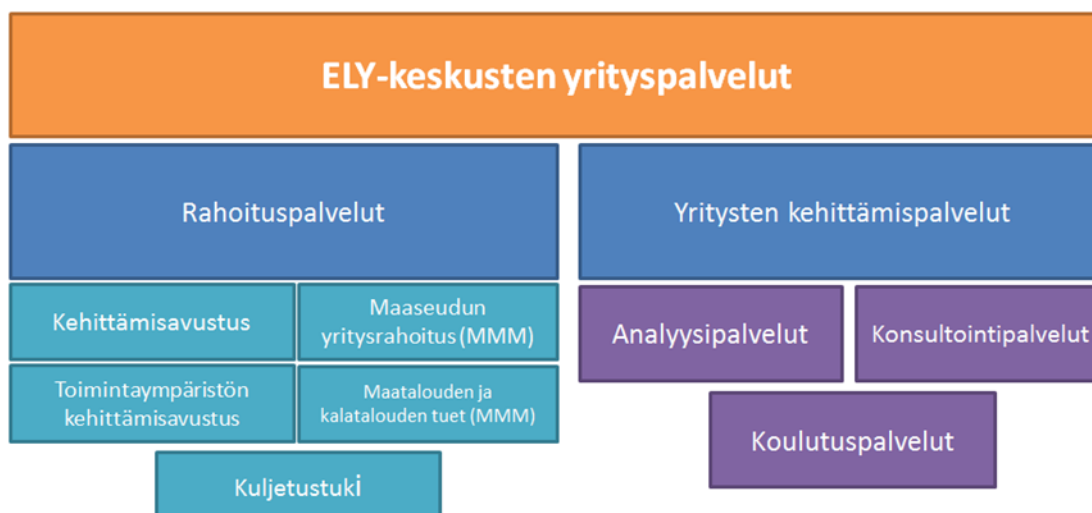 ELY-keskusten yrityspalvelut
Rahoituspalvelut
Yritysten kehittämispalvelut
Kehittämisavustus
Maaseudun
yritysrahoitus (MMM)
Analyysipalvelut
Konsultointipalvelut
Toimintaympäristön
kehittämisavustus
Maatalouden ja
kalatalouden tuet (MMM)
Koulutuspalvelut
Kuljetustuki